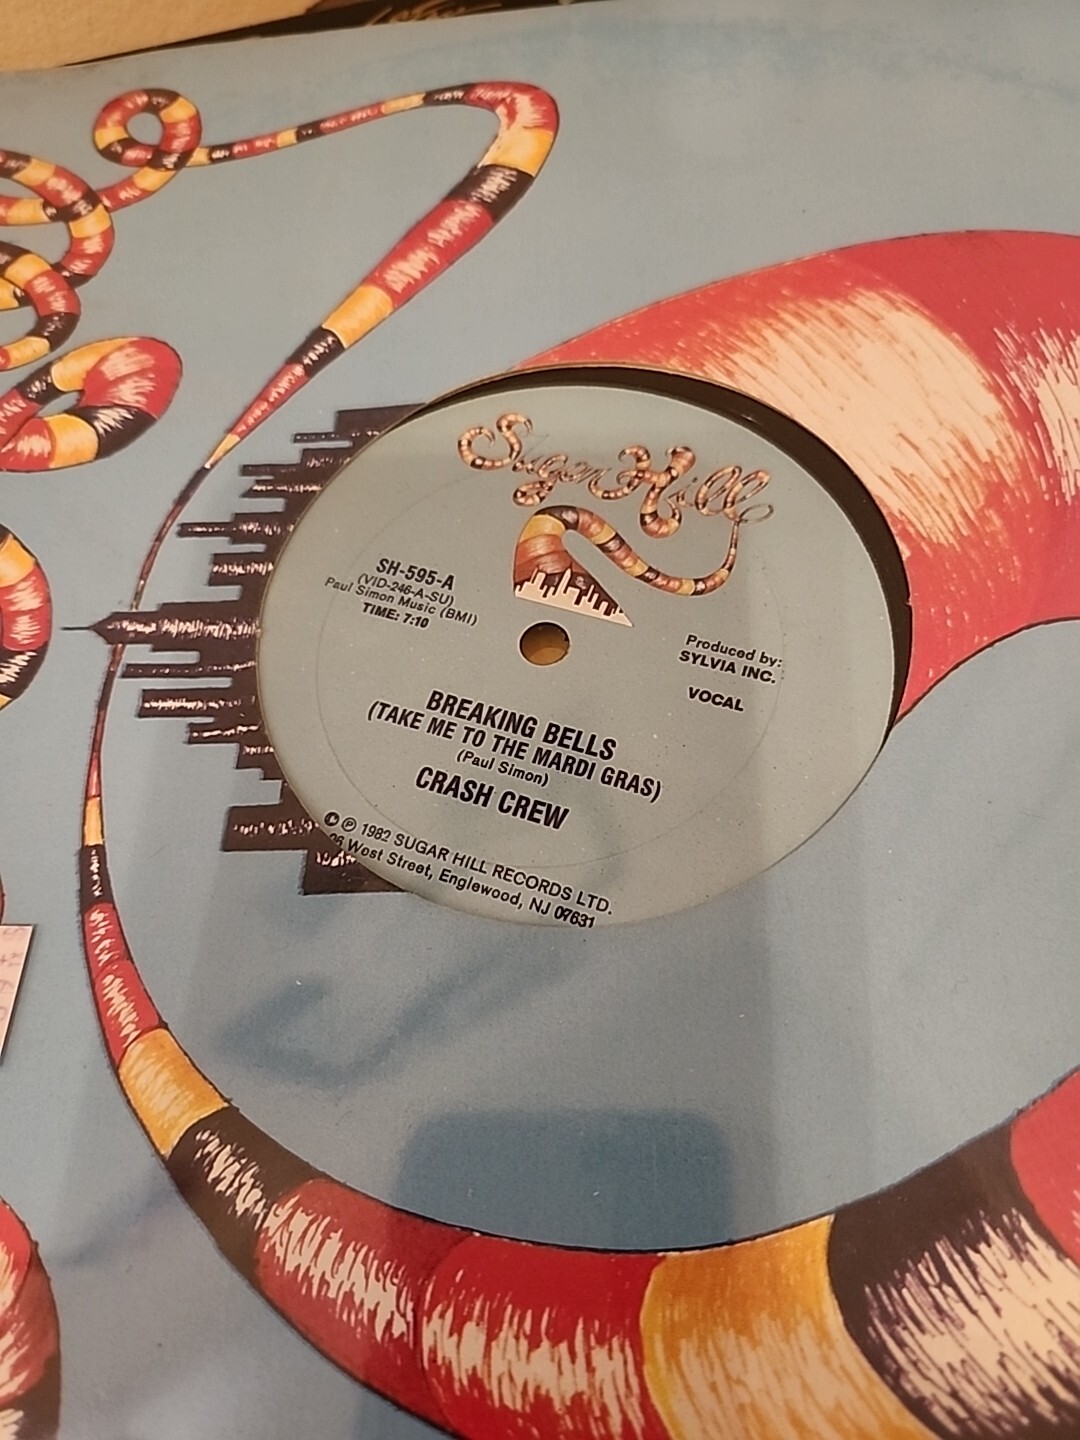 Sugar Hill
SH-595-A
(VID-246-A-SU)
Paul Simon Music (BMI)
TIME: 7:10
Produced by:
SYLVIA INC.
VOCAL
BREAKING BELLS
(TAKE ME TO THE MARDI GRAS)
(Paul Simon)
CRASH CREW
© ℗ 1982 SUGAR HILL RECORDS LTD.
96 West Street, Englewood, NJ 07631